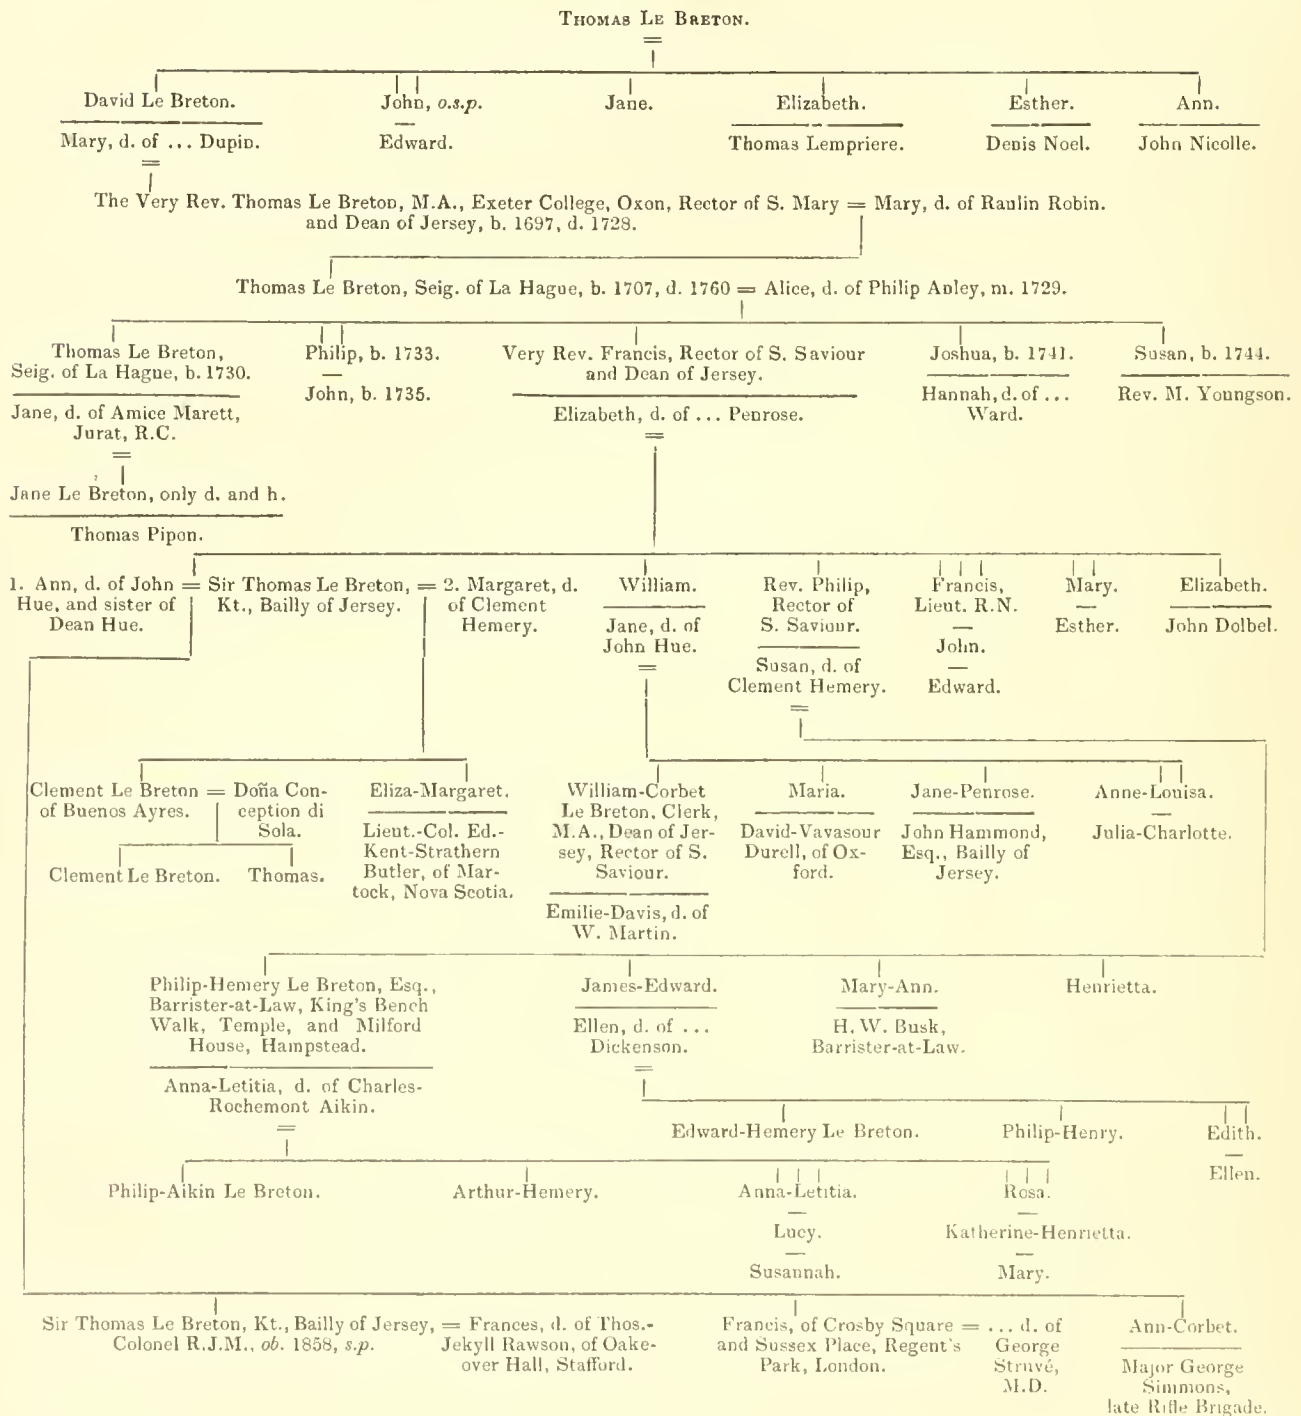 THOMAS LE BRETON.
=
David Le Breton.
Mary, d. of ... Dupin.
=
John, o.s.p.
—
Edward.
Jane.
Elizabeth.
Thomas Lempriere.
Esther.
Denis Noel.
Ann.
John Nicolle.
The Very Rev. Thomas Le Breton, M.A., Exeter College, Oxon, Rector of S. Mary = Mary, d. of Raulin Robin.
and Dean of Jersey, b. 1697, d. 1728.
Thomas Le Breton, Seig. of La Hague, b. 1707, d. 1760 = Alice, d. of Philip Anley, m. 1729.
Thomas Le Breton,
Seig. of La Hague, b. 1730.
Jane, d. of Amice Marett,
Jurat, R.C.
=
Philip, b. 1733.
—
John, b. 1735.
Very Rev. Francis, Rector of S. Saviour
and Dean of Jersey.
Elizabeth, d. of ... Penrose.
=
Joshua, b. 1741.
Hannah, d. of ...
Ward.
Susan, b. 1744.
Rev. M. Youngson.
Jane Le Breton, only d. and h.
Thomas Pipon.
1. Ann, d. of John = Sir Thomas Le Breton, = 2. Margaret, d.
Hue, and sister of Kt., Bailly of Jersey. of Clement
Dean Hue. Hemery.
William.
Jane, d. of
John Hue.
=
Rev. Philip,
Rector of
S. Saviour.
Susan, d. of
Clement Hemery.
=
Francis,
Lieut. R.N.
—
John.
—
Edward.
Mary.
—
Esther.
Elizabeth.
John Dolbel.
Clement Le Breton = Doña Con-
of Buenos Ayres. ception di
Sola.
Clement Le Breton. Thomas.
Eliza-Margaret.
Lieut.-Col. Ed.-
Kent-Strathern
Butler, of Mar-
tock, Nova Scotia.
William-Corbet
Le Breton, Clerk,
M.A., Dean of Jer-
sey, Rector of S.
Saviour.
Emilie-Davis, d. of
W. Martin.
Maria.
David-Vavasour
Durell, of Ox-
ford.
Jane-Penrose.
John Hammond,
Esq., Bailly of
Jersey.
Anne-Louisa.
—
Julia-Charlotte.
Philip-Hemery Le Breton, Esq.,
Barrister-at-Law, King's Bench
Walk, Temple, and Milford
House, Hampstead.
Anna-Letitia, d. of Charles-
Rochemont Aikin.
=
James-Edward.
Ellen, d. of ...
Dickenson.
=
Mary-Ann.
H. W. Busk,
Barrister-at-Law.
Henrietta.
Edward-Hemery Le Breton.
Philip-Henry.
Edith.
—
Ellen.
Philip-Aikin Le Breton.
Arthur-Hemery.
Anna-Letitia.
—
Lucy.
—
Susannah.
Rosa.
—
Katherine-Henrietta.
—
Mary.
Sir Thomas Le Breton, Kt., Bailly of Jersey, = Frances, d. of Thos.-
Colonel R.J.M., ob. 1858, s.p. Jekyll Rawson, of Oake-
over Hall, Stafford.
Francis, of Crosby Square = ... d. of
and Sussex Place, Regent's George
Park, London. Struvé,
M.D.
Ann-Corbet.
Major George
Simmons,
late Rifle Brigade.